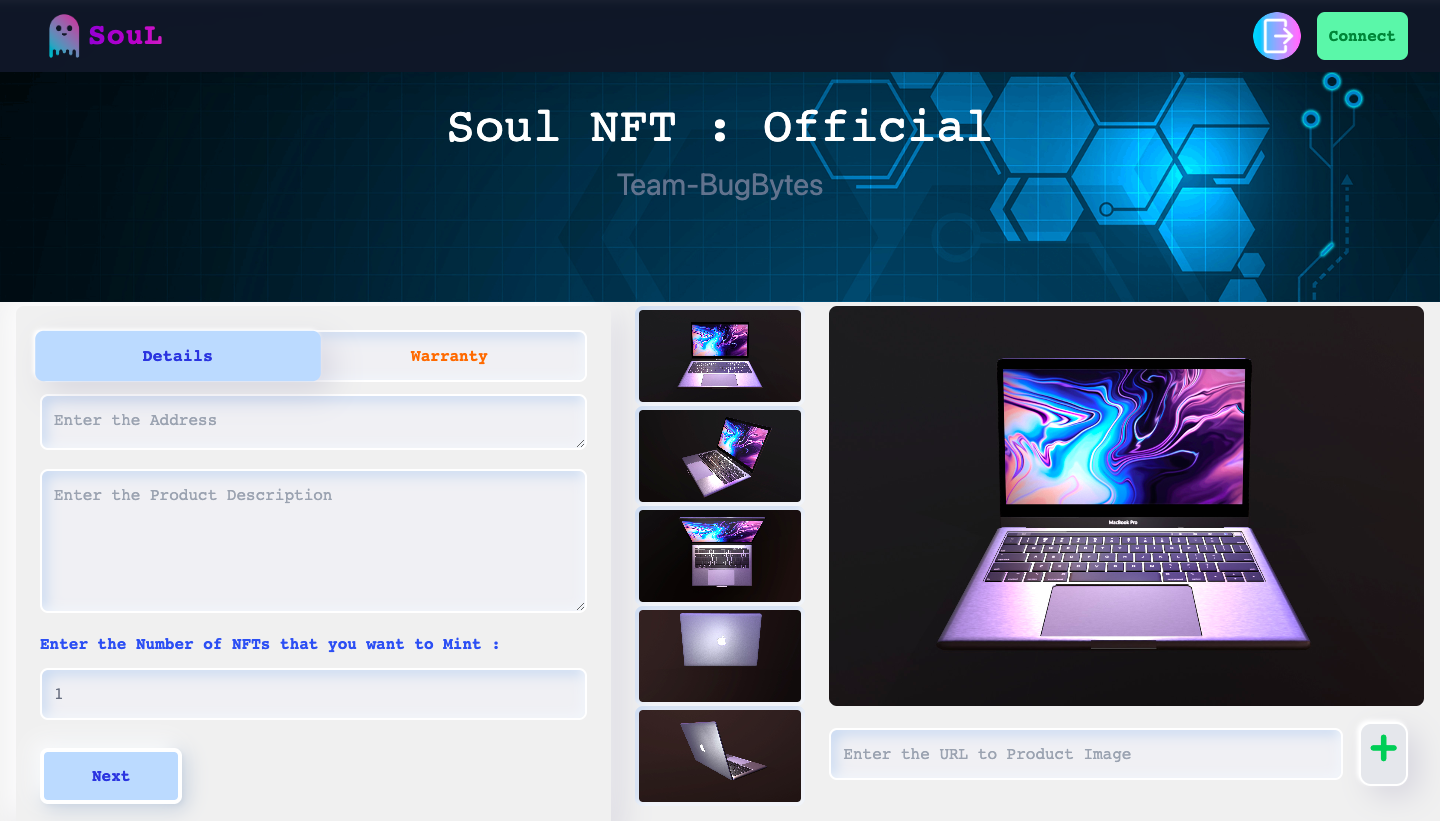 SouL
Connect
Soul NFT : Official
Team-BugBytes
Details
Warranty
Enter the Address
Enter the Product Description
Enter the Number of NFTs that you want to Mint :
1
Next
MacBook Pro
Enter the URL to Product Image